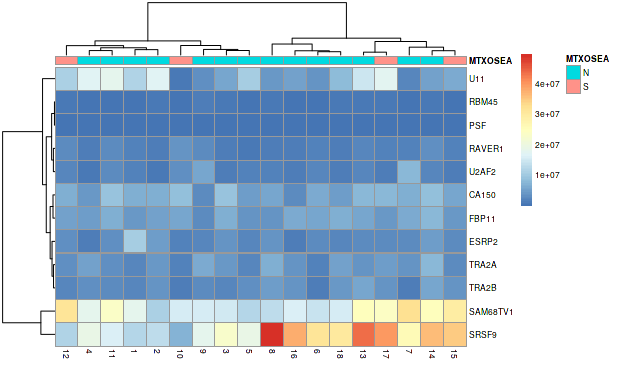 MTXOSEA
U11
RBM45
PSF
RAVER1
U2AF2
CA150
FBP11
ESRP2
TRA2A
TRA2B
SAM68TV1
SRSF9
12 4 11 1 2 10 9 3 5 8 16 6 18 13 17 7 14 15
4e+07
3e+07
2e+07
1e+07
MTXOSEA
N
S